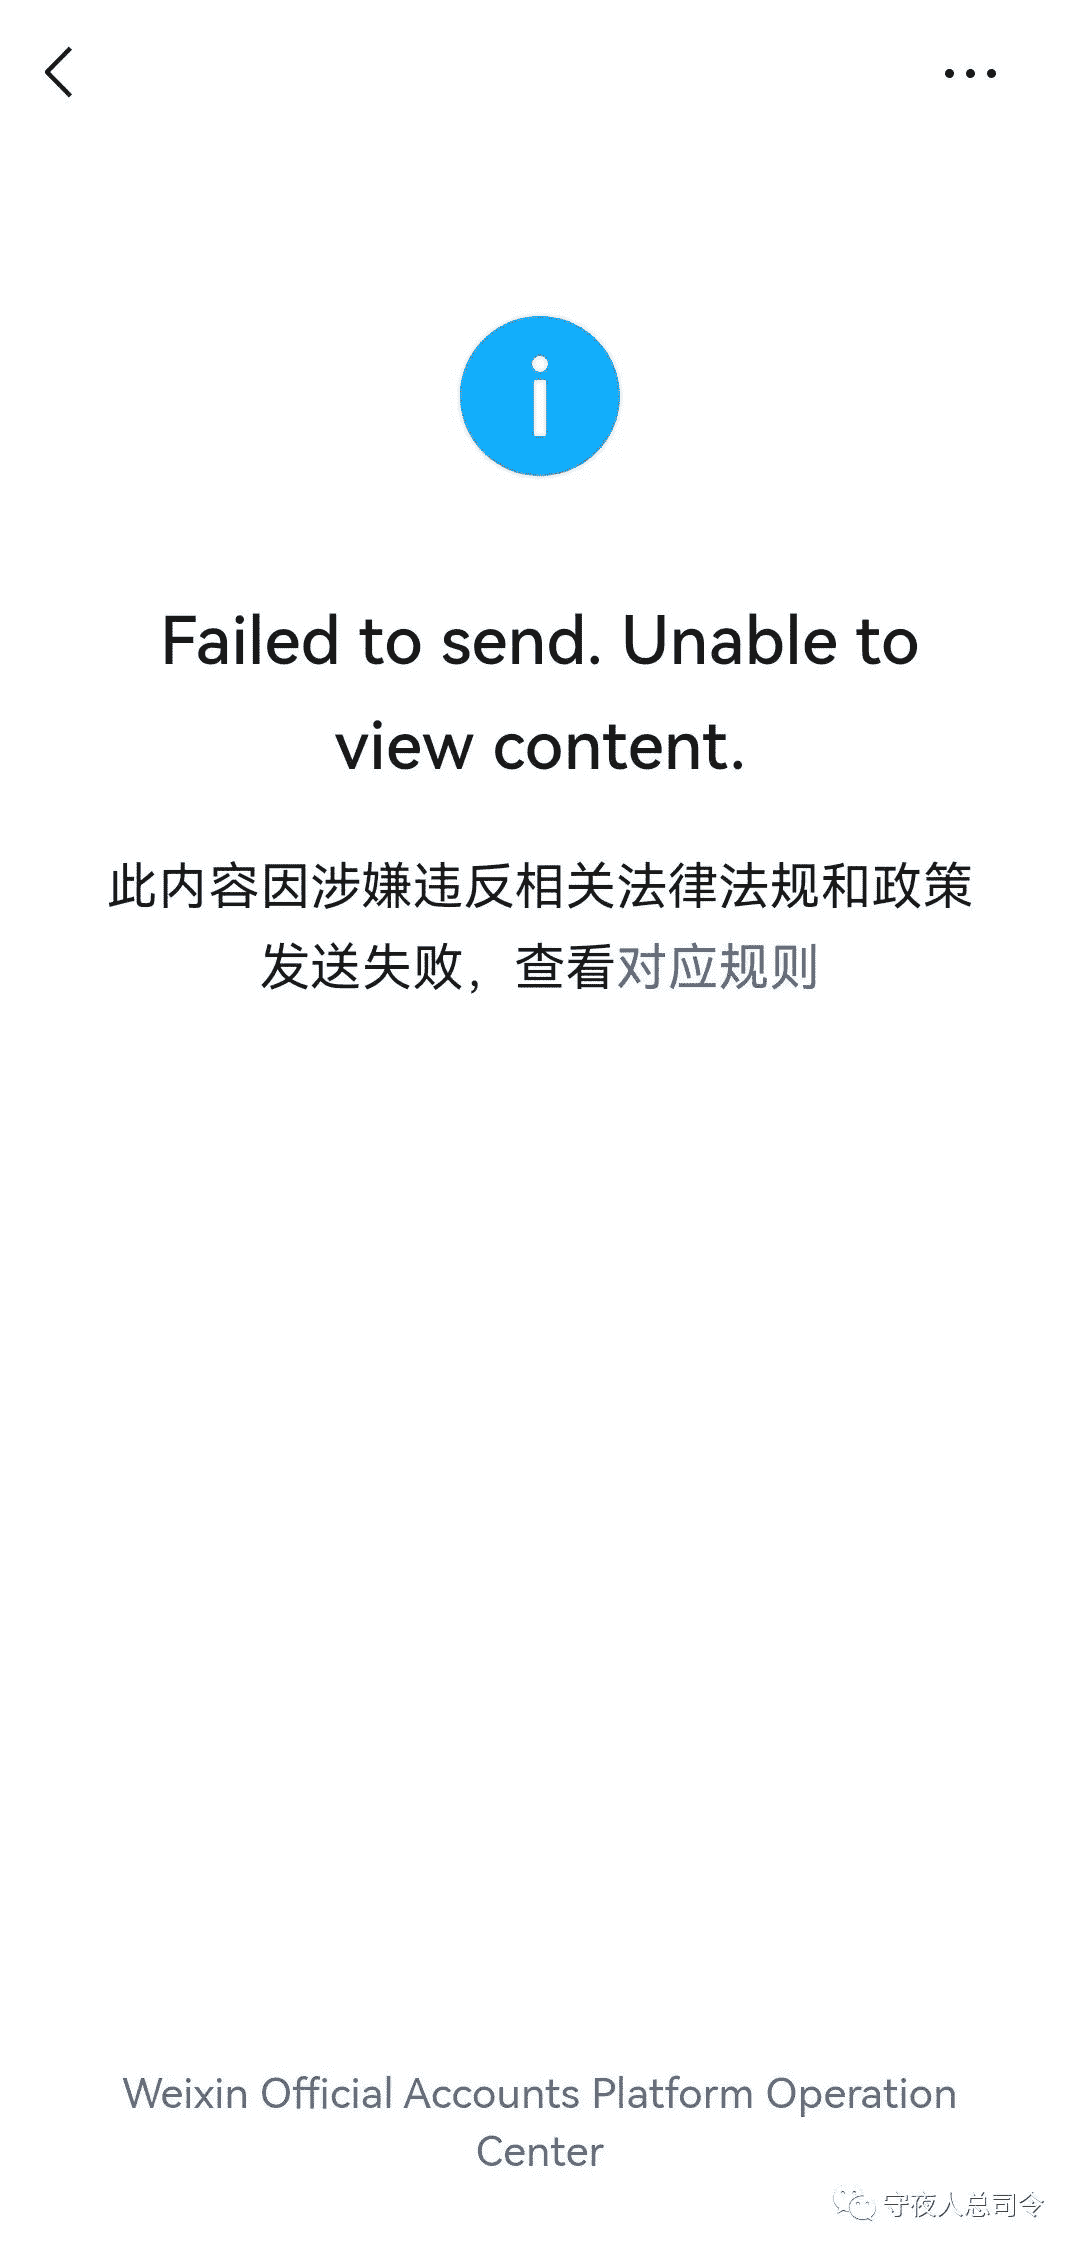 Failed to send. Unable to
view content.
此内容因涉嫌违反相关法律法规和政策
发送失败，查看对应规则
Weixin Official Accounts Platform Operation
Center
守夜人总司令